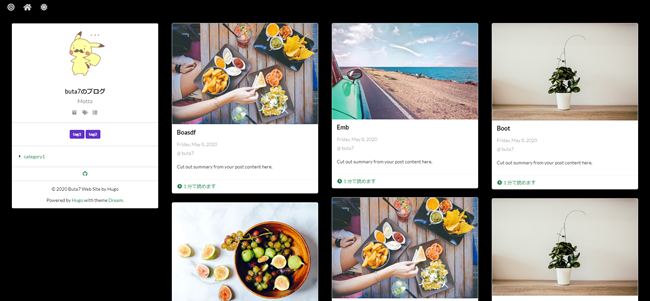 buta7のブログ
Motto
tag1 tag2
category1
© 2020 Buta7 Web Site by Hugo
Powered by Hugo with theme Dream.
Boasdf
Friday, May 8, 2020
@ buta7
Cut out summary from your post content here.
1 分で読めます
Emb
Friday, May 8, 2020
@ buta7
Cut out summary from your post content here.
1 分で読めます
Boot
Friday, May 8, 2020
@ buta7
Cut out summary from your post content here.
1 分で読めます